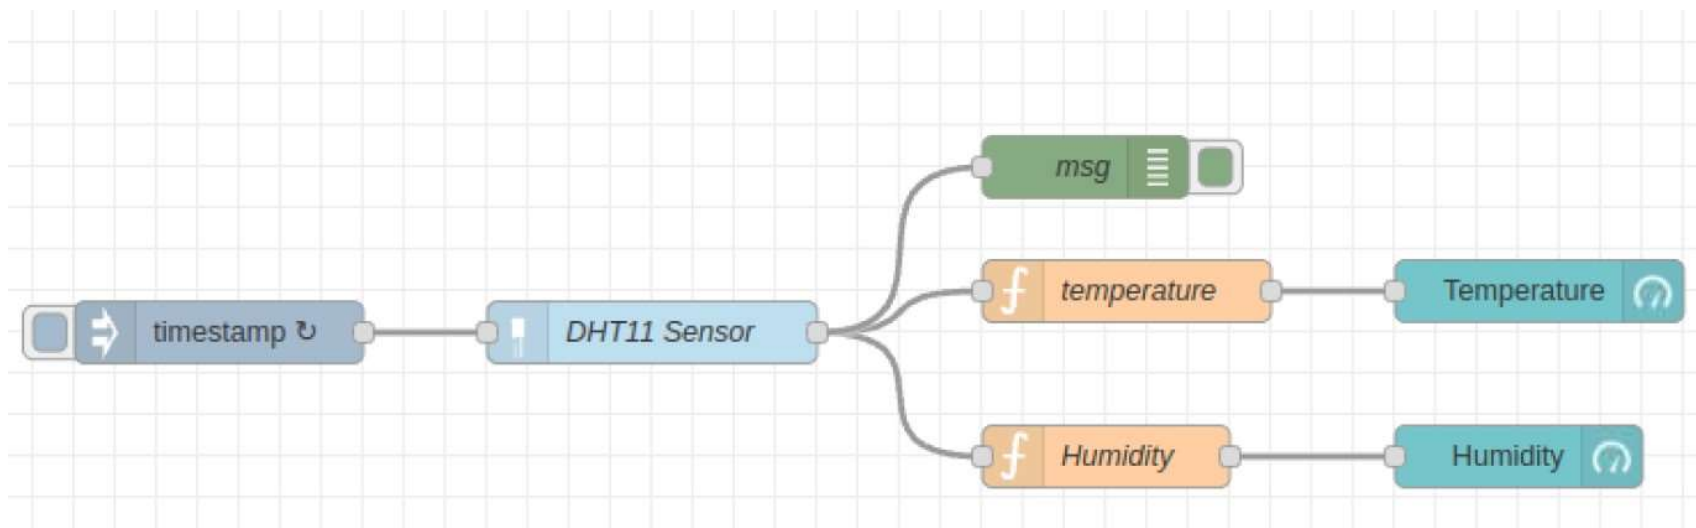 msg
temperature
Temperature
timestamp ↻
DHT11 Sensor
Humidity
Humidity